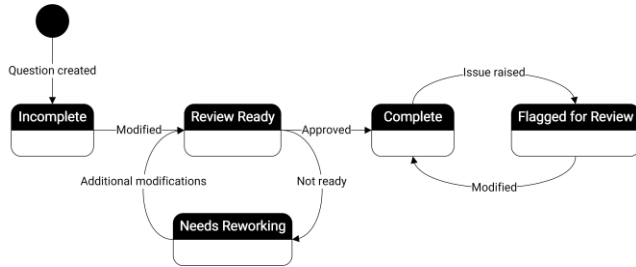 Question created
Issue raised
Incomplete
Modified
Review Ready
Approved
Complete
Flagged for Review
Additional modifications
Not ready
Modified
Needs Reworking